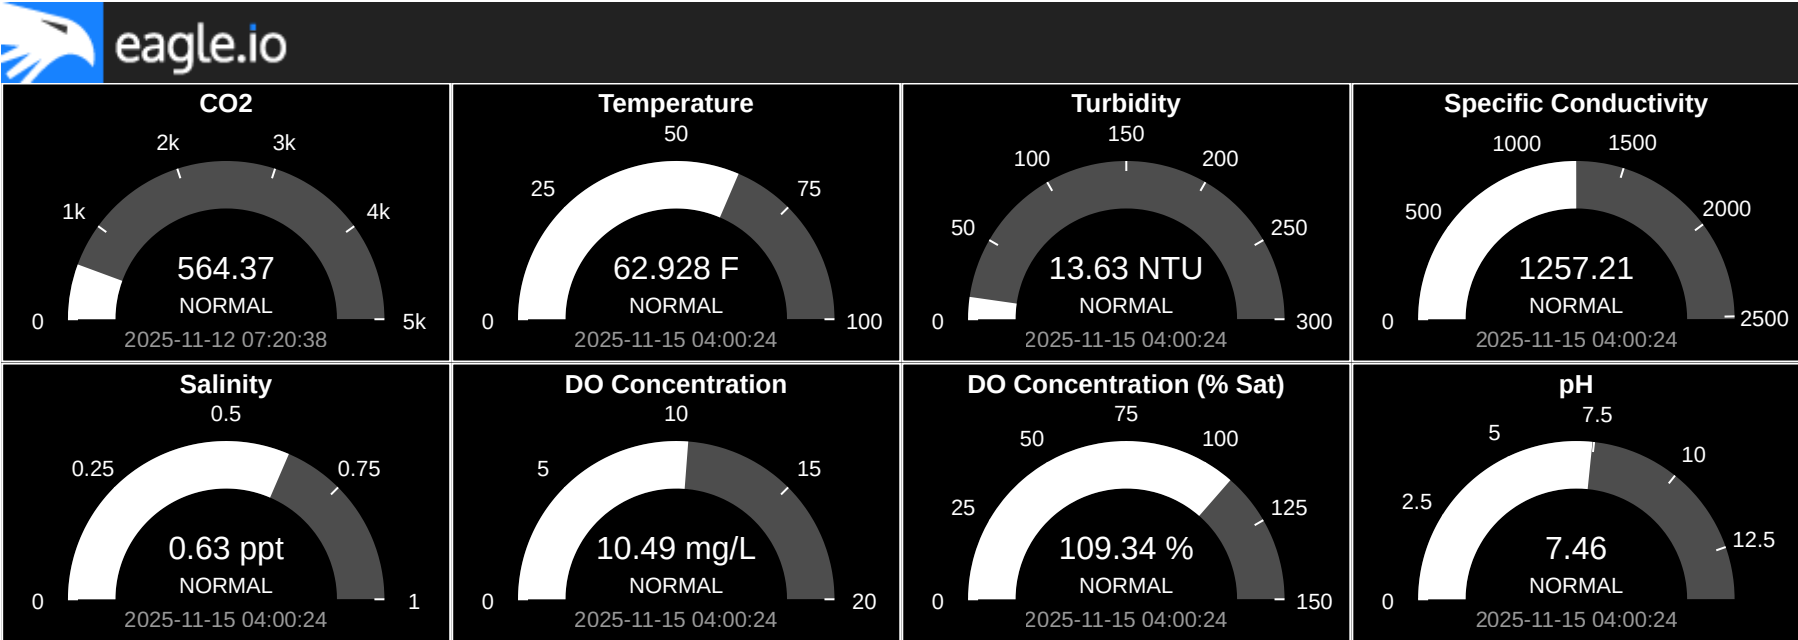 eagle.io
CO2
0
1k
2k
3k
4k
5k
564.37
NORMAL
2025-11-12 07:20:38
Temperature
0
25
50
75
100
62.928 F
NORMAL
2025-11-15 04:00:24
Turbidity
0
50
100
150
200
250
300
13.63 NTU
NORMAL
2025-11-15 04:00:24
Specific Conductivity
0
500
1000
1500
2000
2500
1257.21
NORMAL
2025-11-15 04:00:24
Salinity
0
0.25
0.5
0.75
1
0.63 ppt
NORMAL
2025-11-15 04:00:24
DO Concentration
0
5
10
15
20
10.49 mg/L
NORMAL
2025-11-15 04:00:24
DO Concentration (% Sat)
0
25
50
75
100
125
150
109.34 %
NORMAL
2025-11-15 04:00:24
pH
0
2.5
5
7.5
10
12.5
7.46
NORMAL
2025-11-15 04:00:24